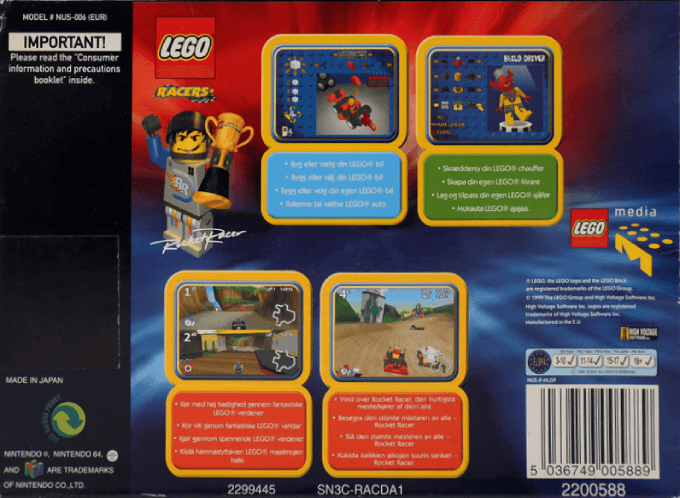 MODEL # NUS-006 (EUR)
IMPORTANT!
Please read the "Consumer
information and precautions
booklet" inside.
LEGO
RACERS
BUILD DRIVER
• Byg eller vælg din LEGO® bil
• Bygg eller välj din LEGO® bil
• Bygg eller velg din egen LEGO® bil
• Rakenna tai valitse LEGO® auto.
• Skræddersy din LEGO® chauffør
• Skapa din egen LEGO® förare
• Lag og tilpass din egen LEGO® sjåfør
• Mukauta LEGO® ajajaa.
Rocket Racer
LEGO media
® LEGO, the LEGO logo and the LEGO Brick
are registered trademarks of the LEGO Group.
© 1999 The LEGO Group and High Voltage Software Inc.
High Voltage Software Inc. logos are registered
trademarks of High Voltage Software Inc.
Manufactured in the E.U.
HIGH VOLTAGE
1st
2nd
4th
ELSPA
3-10 11-14 15-17 18+
NUS-P-NLGP
• Kør med høj hastighed gennem fantastiske
LEGO® verdener
• Kör vilt genom fantastiska LEGO® världar
• Kjør gjennom spennende LEGO® verdener
• Kiidä hämmästyttävien LEGO® maailmojen
halki.
• Vind over Rocket Racer, den hurtigste
mesterkører af dem alle
• Besegra den störste mästaren av alla –
Rocket Racer
• Slå den største mesteren av alle –
Rocket Racer
• Kukista kaikkien aikojen suurin sankari –
Rocket Racer
MADE IN JAPAN
NINTENDO ®, NINTENDO 64,
AND ARE TRADEMARKS
OF NINTENDO CO., LTD.
2299445 SN3C-RACDA1
5 036749 005889
2200588